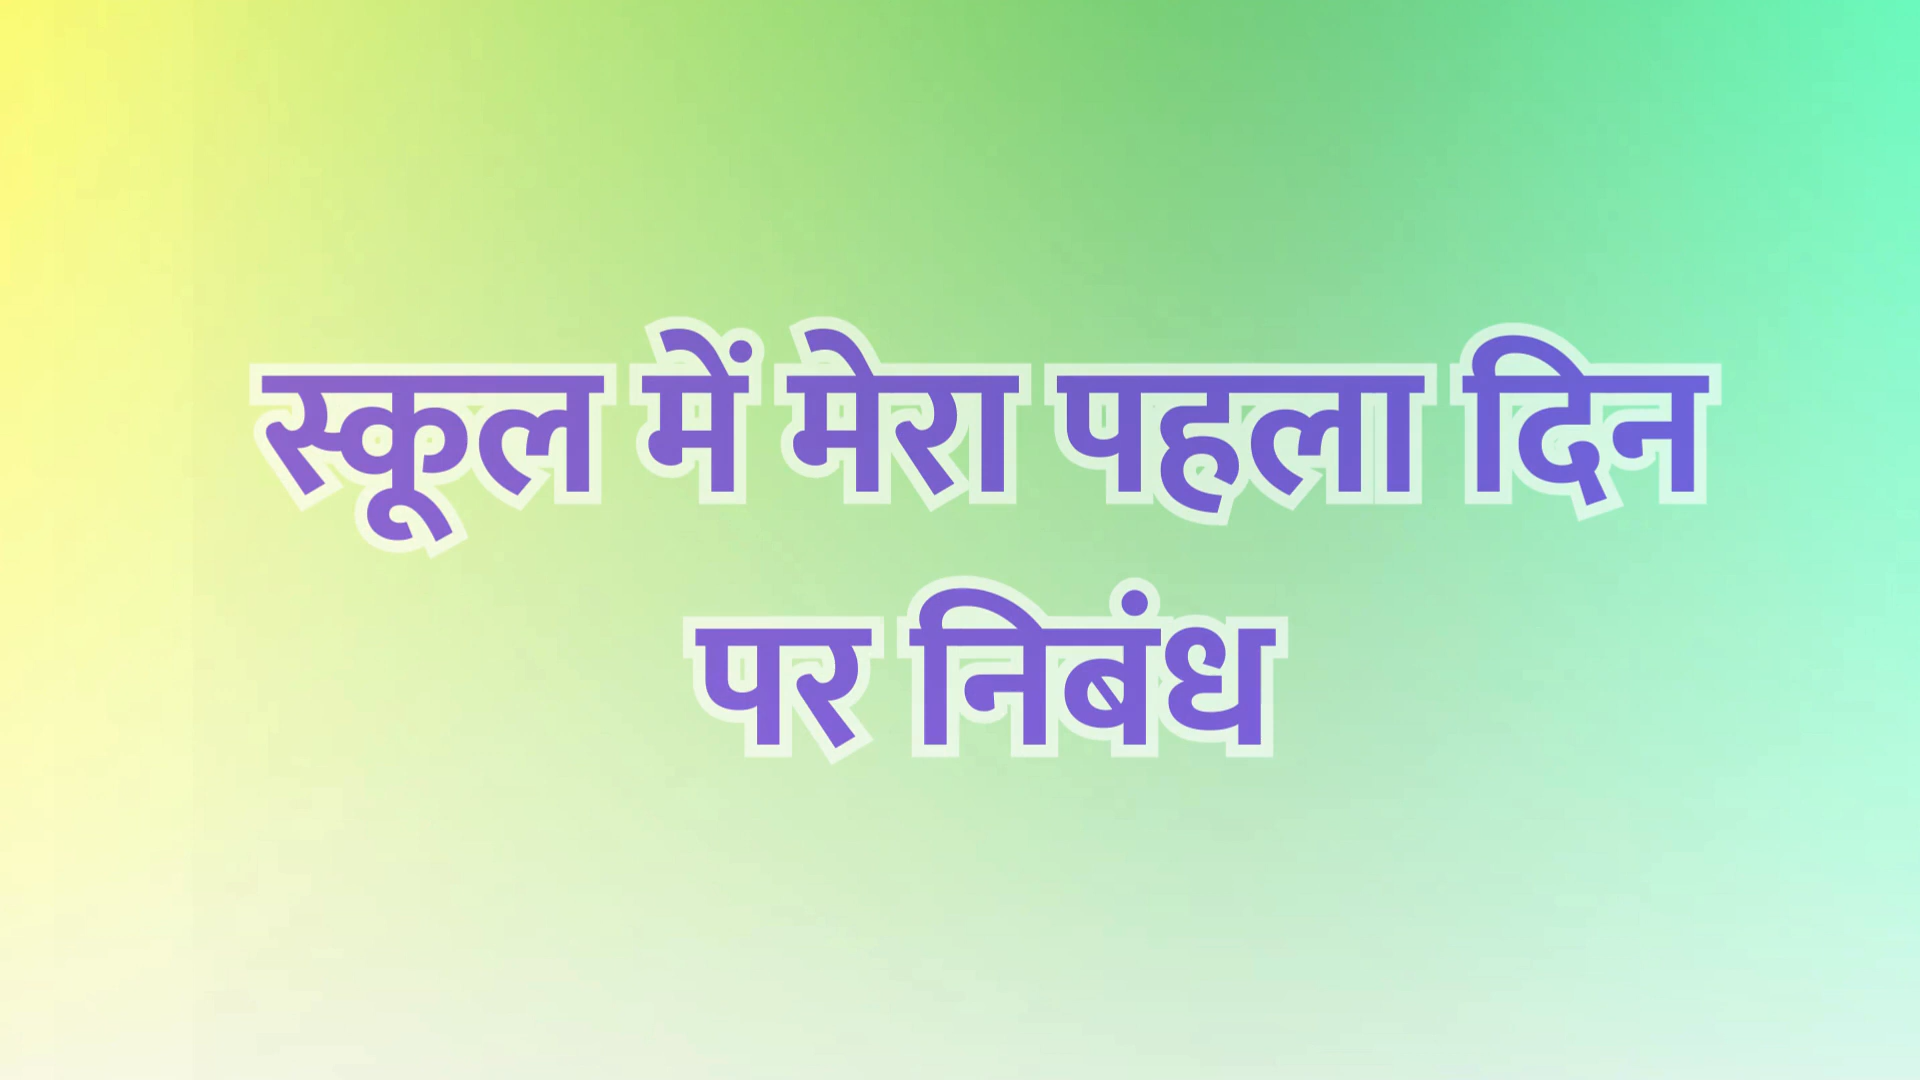 स्कूल में मेरा पहला दिन
पर निबंध